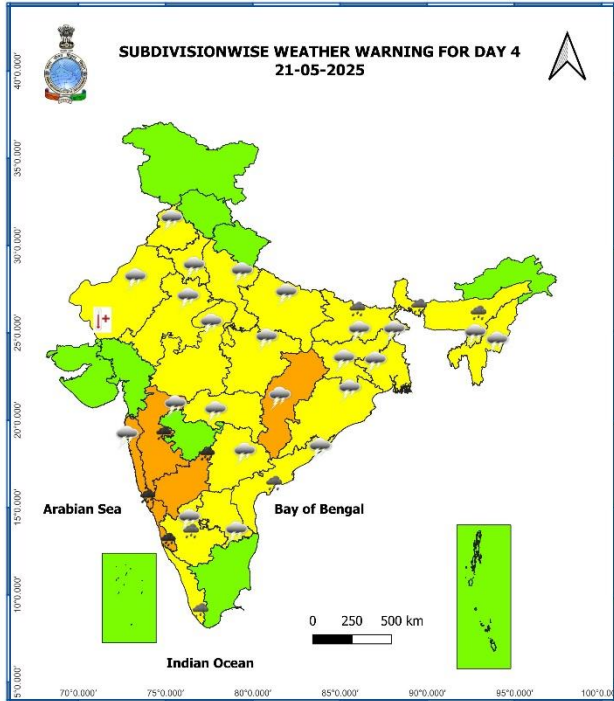 SUBDIVISIONWISE WEATHER WARNING FOR DAY 4
21-05-2025
40°0.000'
35°0.000'
30°0.000'
25°0.000'
20°0.000'
15°0.000'
10°0.000'
5°0.000'
Arabian Sea
Bay of Bengal
0 250 500 km
Indian Ocean
70°0.000' 75°0.000' 80°0.000' 85°0.000' 90°0.000' 95°0.000' 100°0.000'